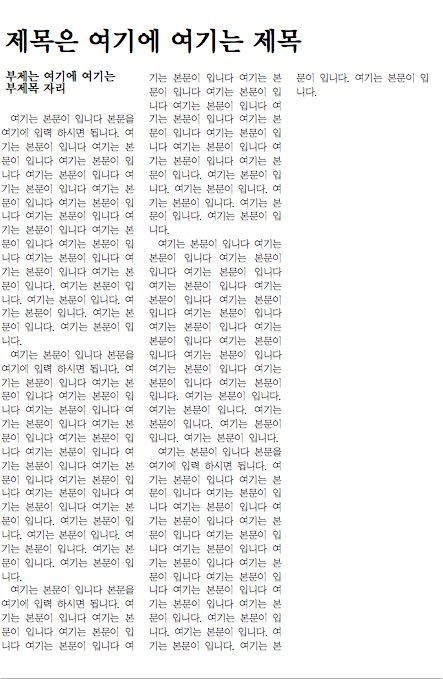 제목은 여기에 여기는 제목
부제는 여기에 여기는
부제목 자리
여기는 본문이 입니다 본문을
여기에 입력 하시면 됩니다. 여
기는 본문이 입니다 여기는 본
문이 입니다 여기는 본문이 입
니다 여기는 본문이 입니다 여
기는 본문이 입니다 여기는 본
문이 입니다 여기는 본문이 입
니다 여기는 본문이 입니다 여
기는 본문이 입니다 여기는 본
문이 입니다 여기는 본문이 입
니다 여기는 본문이 입니다 여
기는 본문이 입니다 여기는 본
문이 입니다. 여기는 본문이 입
니다. 여기는 본문이 입니다. 여
기는 본문이 입니다. 여기는 본
문이 입니다. 여기는 본문이 입
니다.
여기는 본문이 입니다 본문을
여기에 입력 하시면 됩니다. 여
기는 본문이 입니다 여기는 본
문이 입니다 여기는 본문이 입
니다 여기는 본문이 입니다 여
기는 본문이 입니다 여기는 본
문이 입니다 여기는 본문이 입
니다 여기는 본문이 입니다 여
기는 본문이 입니다 여기는 본
문이 입니다 여기는 본문이 입
니다 여기는 본문이 입니다 여
기는 본문이 입니다 여기는 본
문이 입니다. 여기는 본문이 입
니다. 여기는 본문이 입니다. 여
기는 본문이 입니다. 여기는 본
문이 입니다. 여기는 본문이 입
니다.
여기는 본문이 입니다 본문을
여기에 입력 하시면 됩니다. 여
기는 본문이 입니다 여기는 본
문이 입니다 여기는 본문이 입
니다 여기는 본문이 입니다 여
기는 본문이 입니다 여기는 본
문이 입니다 여기는 본문이 입
니다 여기는 본문이 입니다 여
기는 본문이 입니다 여기는 본
문이 입니다 여기는 본문이 입
니다 여기는 본문이 입니다 여
기는 본문이 입니다 여기는 본
문이 입니다. 여기는 본문이 입
니다. 여기는 본문이 입니다. 여
기는 본문이 입니다. 여기는 본
문이 입니다. 여기는 본문이 입
니다.
여기는 본문이 입니다 여기는
본문이 입니다 여기는 본문이
입니다 여기는 본문이 입니다
여기는 본문이 입니다 여기는
본문이 입니다 여기는 본문이
입니다 여기는 본문이 입니다
여기는 본문이 입니다 여기는
본문이 입니다 여기는 본문이
입니다 여기는 본문이 입니다
여기는 본문이 입니다 여기는
본문이 입니다 여기는 본문이
입니다. 여기는 본문이 입니다.
여기는 본문이 입니다. 여기는
본문이 입니다. 여기는 본문이
입니다. 여기는 본문이 입니다.
여기는 본문이 입니다 본문을
여기에 입력 하시면 됩니다. 여
기는 본문이 입니다 여기는 본
문이 입니다 여기는 본문이 입
니다 여기는 본문이 입니다 여
기는 본문이 입니다 여기는 본
문이 입니다 여기는 본문이 입
니다 여기는 본문이 입니다 여
기는 본문이 입니다 여기는 본
문이 입니다 여기는 본문이 입
니다 여기는 본문이 입니다 여
기는 본문이 입니다 여기는 본
문이 입니다. 여기는 본문이 입
니다. 여기는 본문이 입니다. 여
기는 본문이 입니다. 여기는 본
문이 입니다. 여기는 본문이 입
니다.